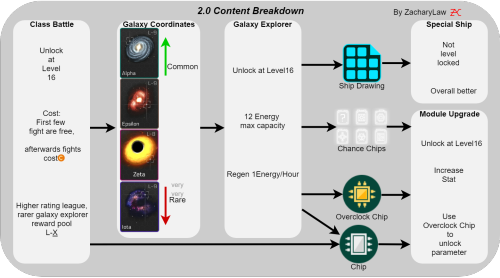 2.0 Content Breakdown
By ZacharyLaw
Class Battle
Unlock
at
Level
16
Cost:
First few
fight are free,
afterwards fights
cost
Higher rating league,
rarer galaxy explorer
reward pool
L-X
Galaxy Coordinates
L-G
Alpha
Common
Epsilon
L-G
Zeta
L-G
Iota
very
very
Rare
Galaxy Explorer
Unlock at Level16
12 Energy
max capacity
Regen 1Energy/Hour
Ship Drawing
Chance Chips
Overclock Chip
Chip
Special Ship
Not
level
locked
Overall better
Module Upgrade
Unlock at Level16
Increase
Stat
Use
Overclock Chip
to
unlock
parameter